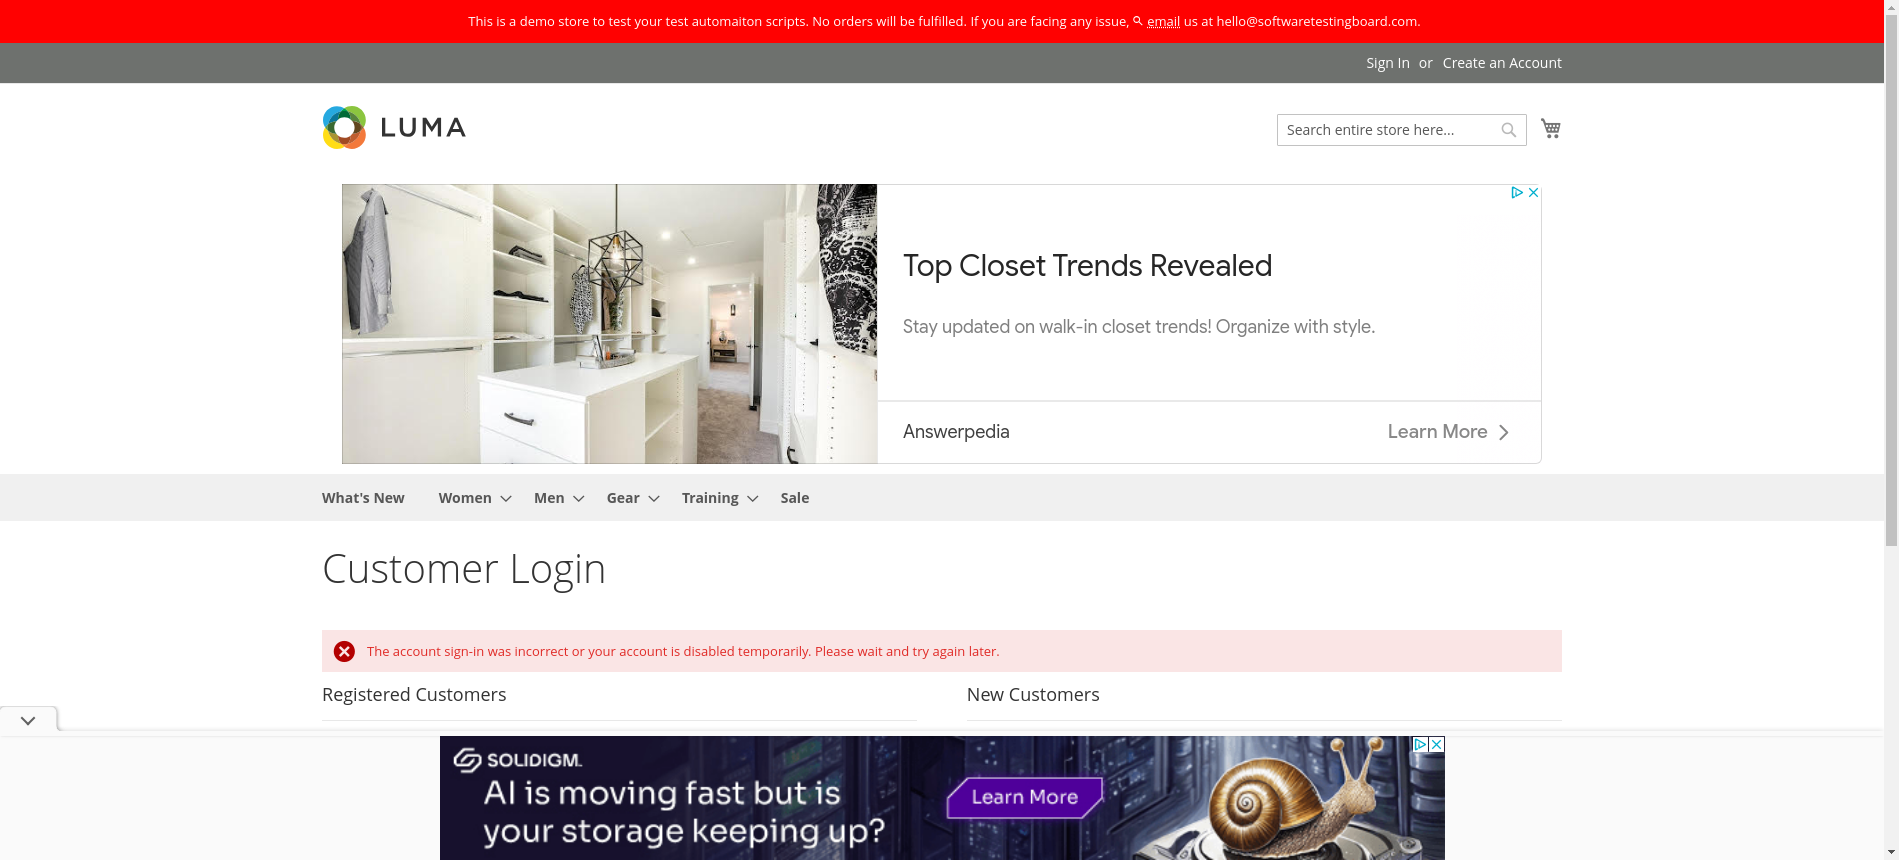 This is a demo store to test your test automaiton scripts. No orders will be fulfilled. If you are facing any issue, email us at hello@softwaretestingboard.com.
Sign In or Create an Account
LUMA
Search entire store here...
Top Closet Trends Revealed
Stay updated on walk-in closet trends! Organize with style.
Answerpedia
Learn More
What's New Women Men Gear Training Sale
Customer Login
The account sign-in was incorrect or your account is disabled temporarily. Please wait and try again later.
Registered Customers
New Customers
SOLIDIGM
AI is moving fast but is
your storage keeping up?
Learn More